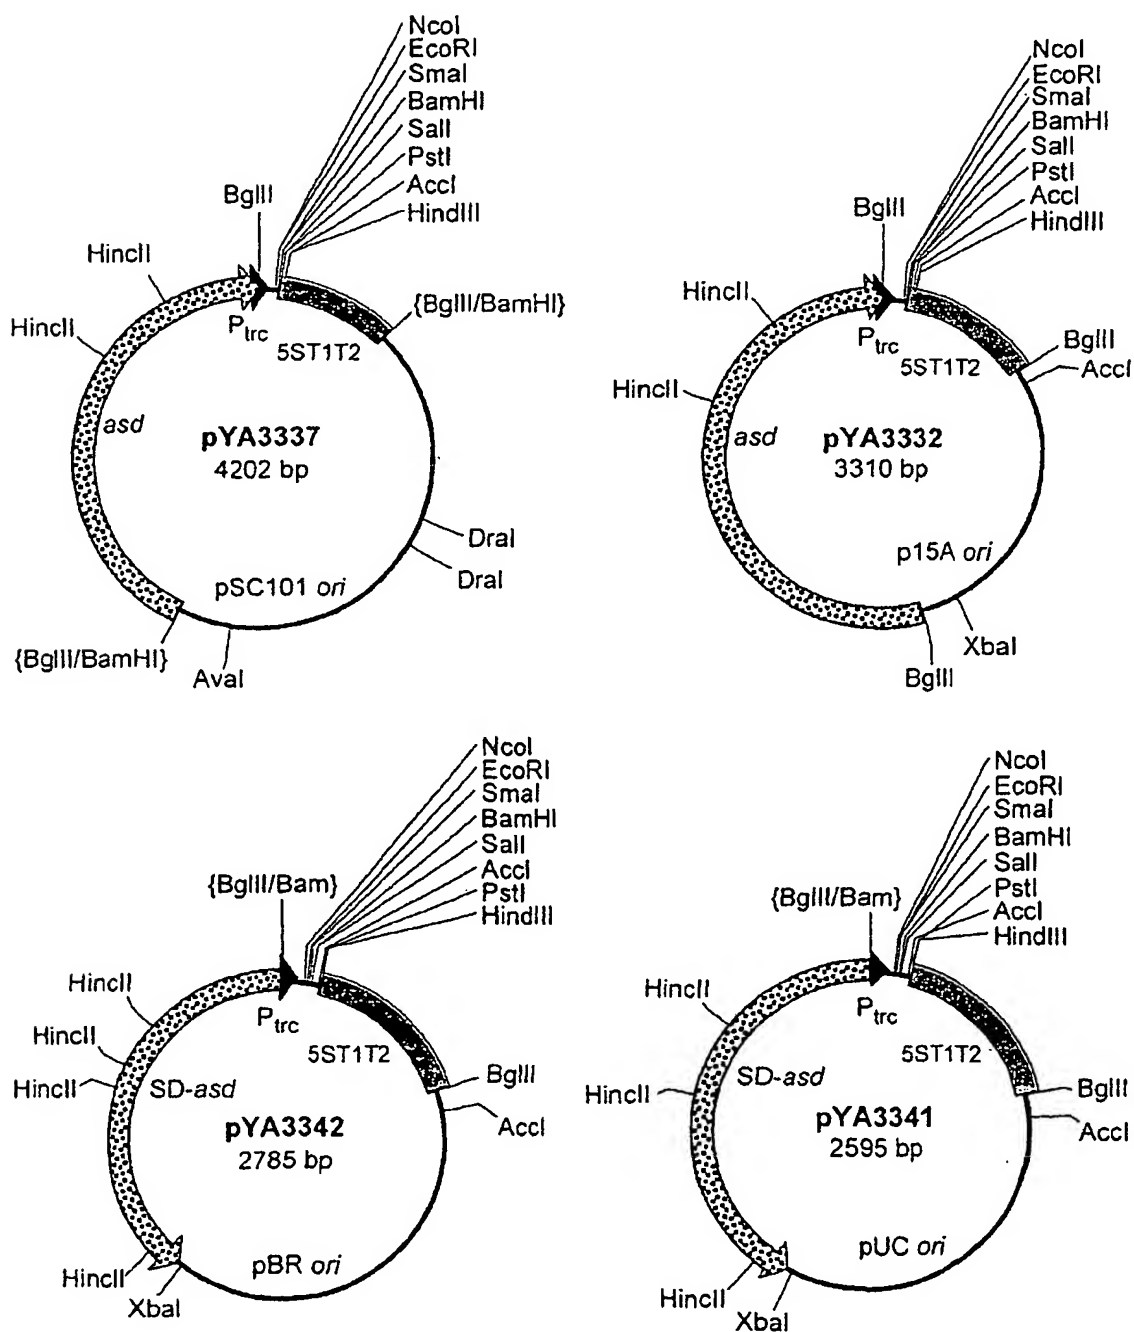 NcoI
EcoRI
SmaI
BamHI
SalI
PstI
AccI
HindIII
BglII
HincII
HincII
Ptrc
5ST1T2
{BglII/BamHI}
asd
pYA3337
4202 bp
DraI
DraI
pSC101 ori
{BglII/BamHI}
AvaI
NcoI
EcoRI
SmaI
BamHI
SalI
PstI
AccI
HindIII
BglII
HincII
HincII
Ptrc
5ST1T2
BglII
AccI
asd
pYA3332
3310 bp
p15A ori
XbaI
BglII
NcoI
EcoRI
SmaI
BamHI
SalI
AccI
PstI
HindIII
{BglII/Bam}
HincII
HincII
HincII
Ptrc
5ST1T2
BglII
AccI
SD-asd
pYA3342
2785 bp
HincII
XbaI
pBR ori
NcoI
EcoRI
SmaI
BamHI
SalI
PstI
AccI
HindIII
{BglII/Bam}
HincII
HincII
Ptrc
5ST1T2
BglII
AccI
SD-asd
pYA3341
2595 bp
pUC ori
HincII
XbaI